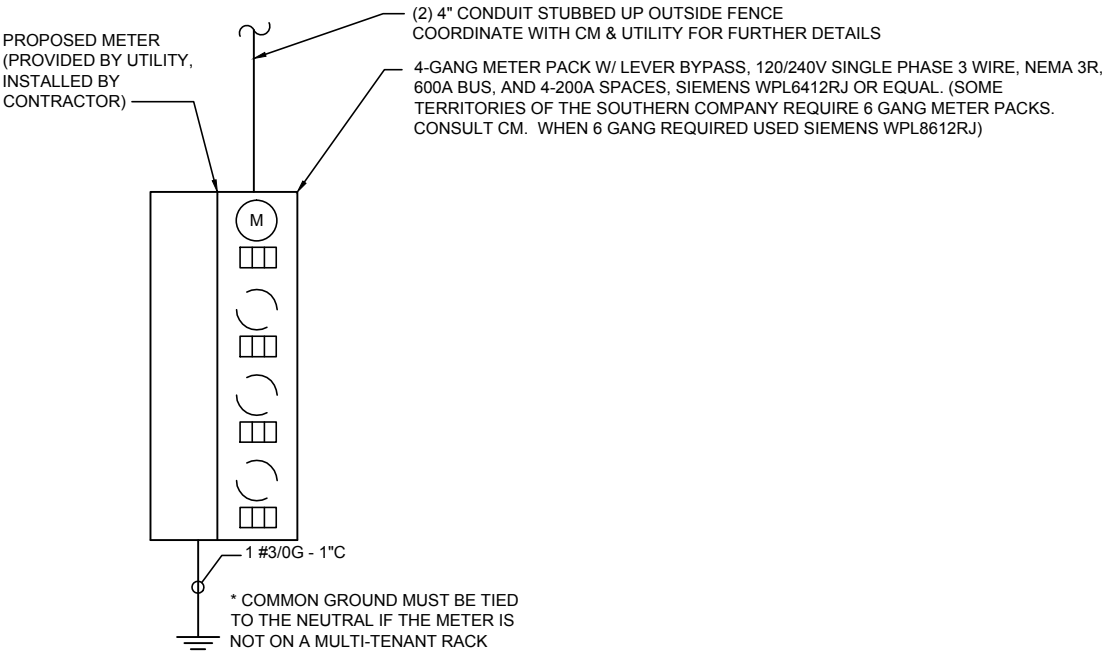 (2) 4" CONDUIT STUBBED UP OUTSIDE FENCE
COORDINATE WITH CM & UTILITY FOR FURTHER DETAILS
PROPOSED METER
(PROVIDED BY UTILITY,
INSTALLED BY
CONTRACTOR)
4-GANG METER PACK W/ LEVER BYPASS, 120/240V SINGLE PHASE 3 WIRE, NEMA 3R,
600A BUS, AND 4-200A SPACES, SIEMENS WPL6412RJ OR EQUAL. (SOME
TERRITORIES OF THE SOUTHERN COMPANY REQUIRE 6 GANG METER PACKS.
CONSULT CM. WHEN 6 GANG REQUIRED USED SIEMENS WPL8612RJ)
M
1 #3/0G - 1"C
* COMMON GROUND MUST BE TIED
TO THE NEUTRAL IF THE METER IS
NOT ON A MULTI-TENANT RACK